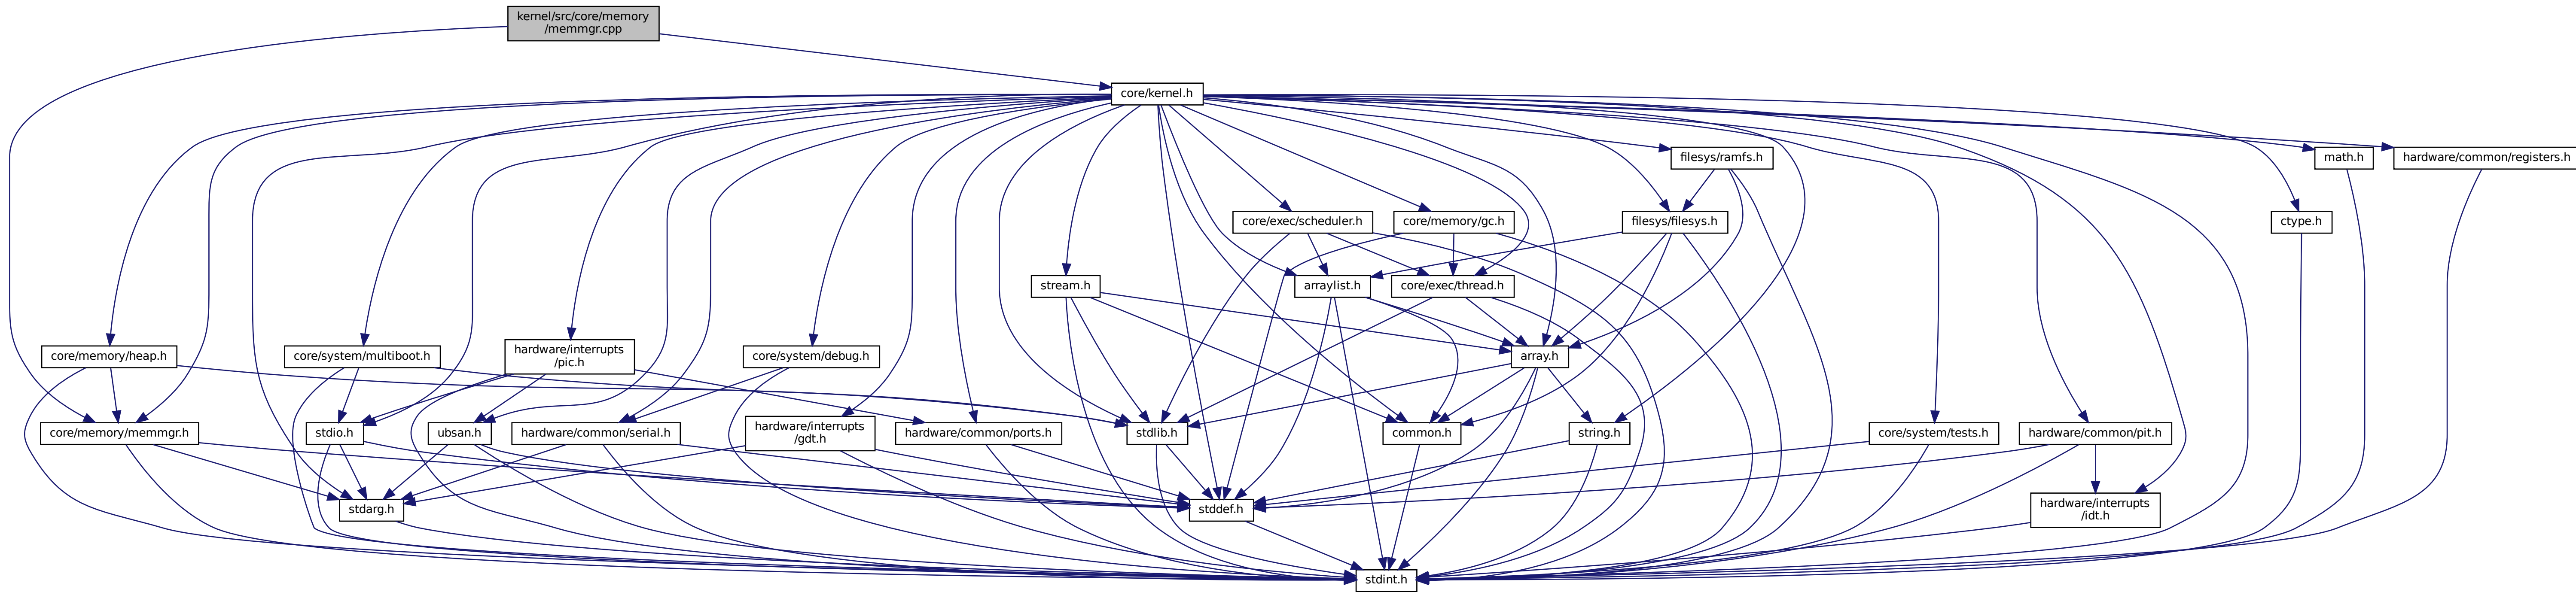 kernel/src/core/memory
/memmgr.cpp
core/kernel.h
filesys/ramfs.h
math.h
hardware/common/registers.h
core/exec/scheduler.h
core/memory/gc.h
filesys/filesys.h
ctype.h
stream.h
arraylist.h
core/exec/thread.h
core/memory/heap.h
core/system/multiboot.h
hardware/interrupts
/pic.h
core/system/debug.h
array.h
core/memory/memmgr.h
stdio.h
ubsan.h
hardware/common/serial.h
hardware/interrupts
/gdt.h
hardware/common/ports.h
stdlib.h
common.h
string.h
core/system/tests.h
hardware/common/pit.h
stdarg.h
stddef.h
hardware/interrupts
/idt.h
stdint.h